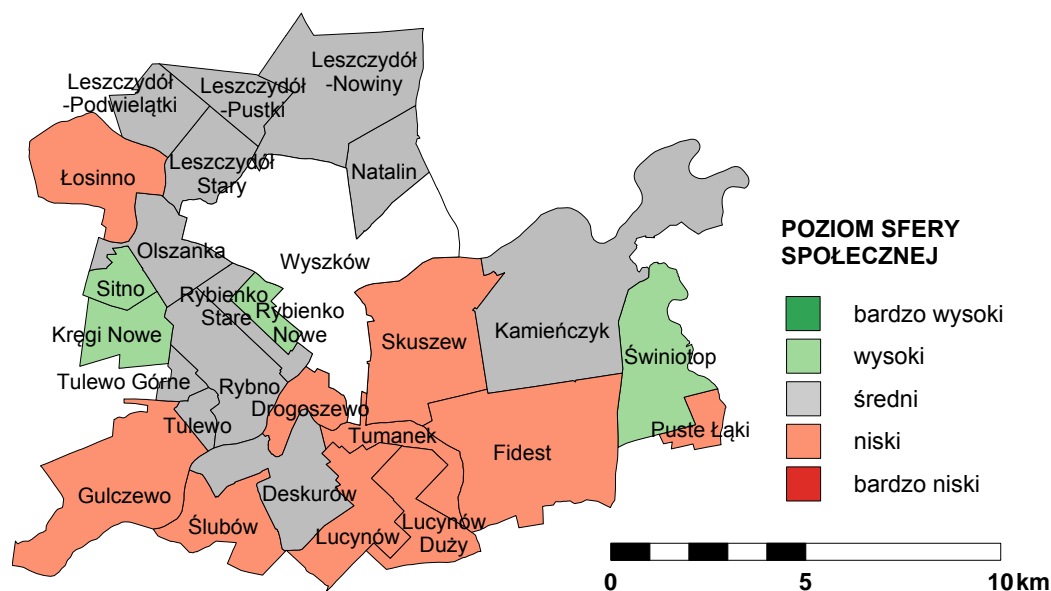 Leszczydół
-Nowiny
Leszczydół
-Podwielątki
Leszczydół
-Pustki
Łosinno
Leszczydół
Stary
Natalin
Olszanka
Wyszków
Sitno
Rybienko
Stare
Rybienko
Nowe
Kręgi Nowe
Skuszew
Kamieńczyk
Świniotop
Tulewo Górne
Rybno
Drogoszewo
Tulewo
Tumanek
Puste Łąki
Fidest
Gulczewo
Deskurów
Ślubów
Lucynów
Lucynów
Duży
POZIOM SFERY
SPOŁECZNEJ
bardzo wysoki
wysoki
średni
niski
bardzo niski
0 5 10 km